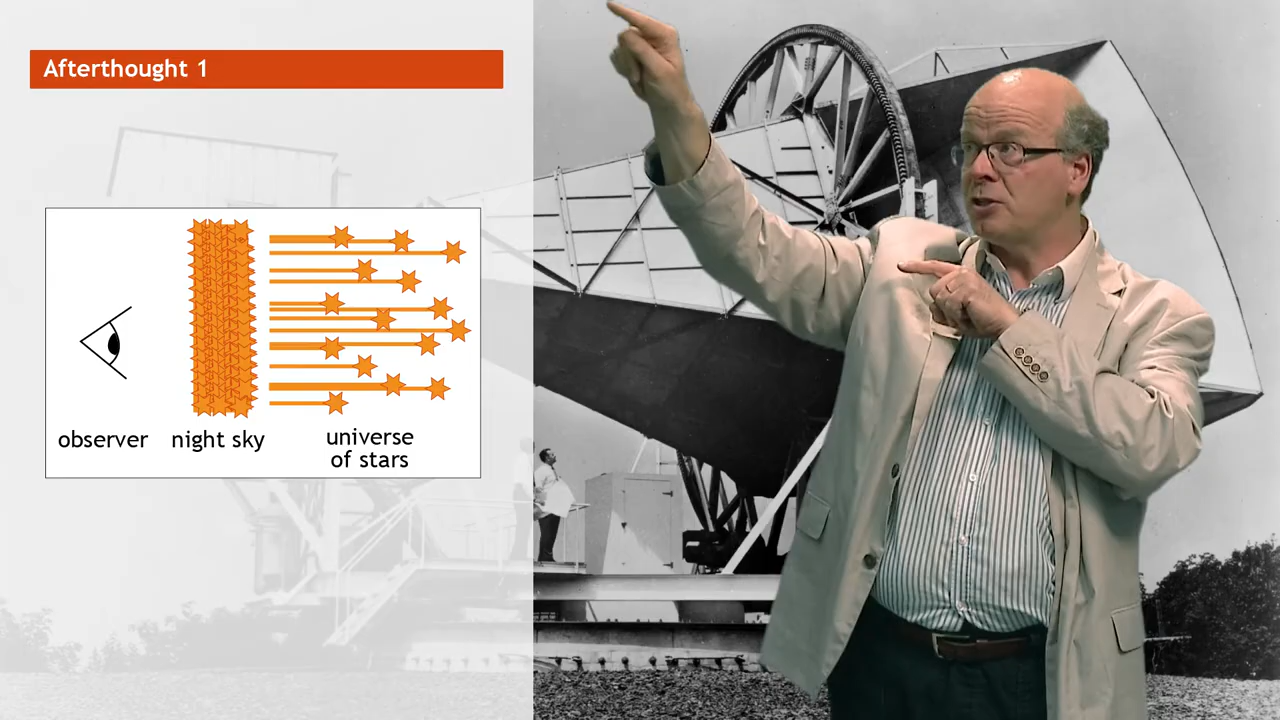 Afterthought 1
observer
night sky
universe
of stars